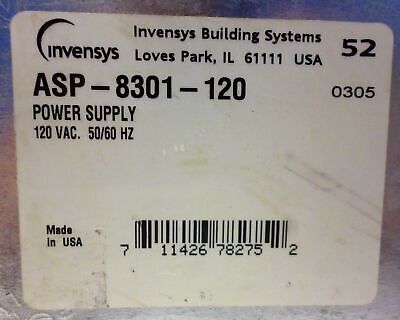 invensys
Invensys Building Systems
Loves Park, IL 61111 USA
52
ASP-8301-120
0305
POWER SUPPLY
120 VAC. 50/60 HZ
Made
in USA
7 11426 78275 2